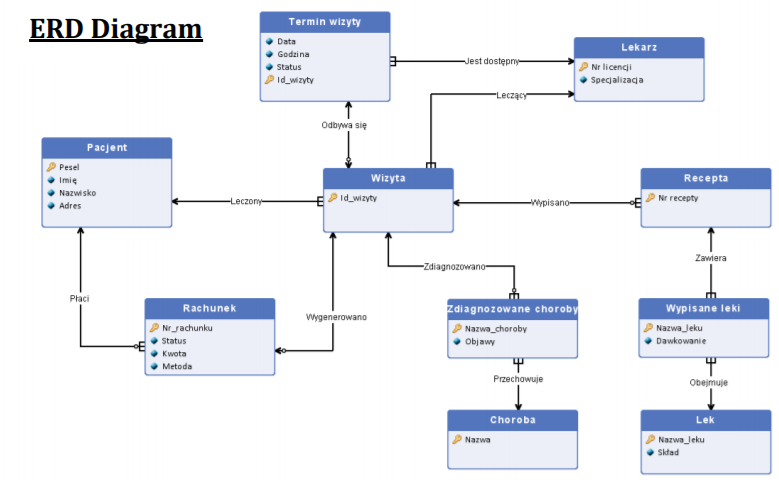 ERD Diagram
Termin wizyty
Data
Godzina
Status
Id_wizyty
Jest dostępny
Lekarz
Nr licencji
Specjalizacja
Leczący
Odbywa się
Pacjent
Pesel
Imię
Nazwisko
Adres
Leczony
Wizyta
Id_wizyty
Wypisano
Recepta
Nr recepty
Zdiagnozowano
Zawiera
Płaci
Rachunek
Nr_rachunku
Status
Kwota
Metoda
Wygenerowano
Zdiagnozowane choroby
Nazwa_choroby
Objawy
Wypisane leki
Nazwa_leku
Dawkowanie
Przechowuje
Obejmuje
Choroba
Nazwa
Lek
Nazwa_leku
Skład